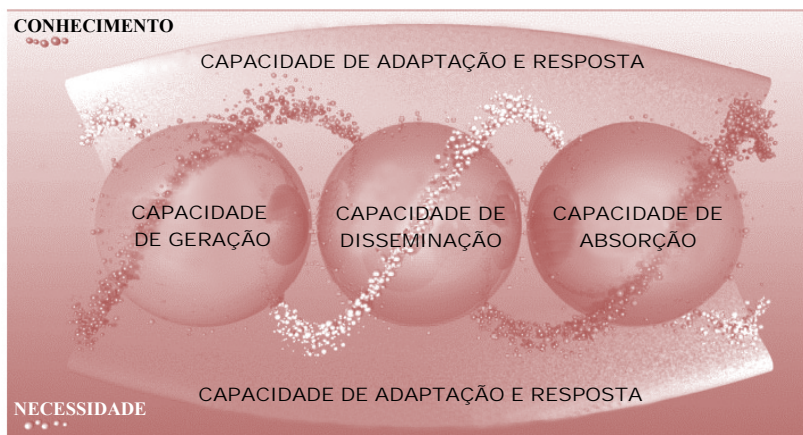 CONHECIMENTO
CAPACIDADE DE ADAPTAÇÃO E RESPOSTA
CAPACIDADE
DE GERAÇÃO
CAPACIDADE DE
DISSEMINAÇÃO
CAPACIDADE DE
ABSORÇÃO
CAPACIDADE DE ADAPTAÇÃO E RESPOSTA
NECESSIDADE